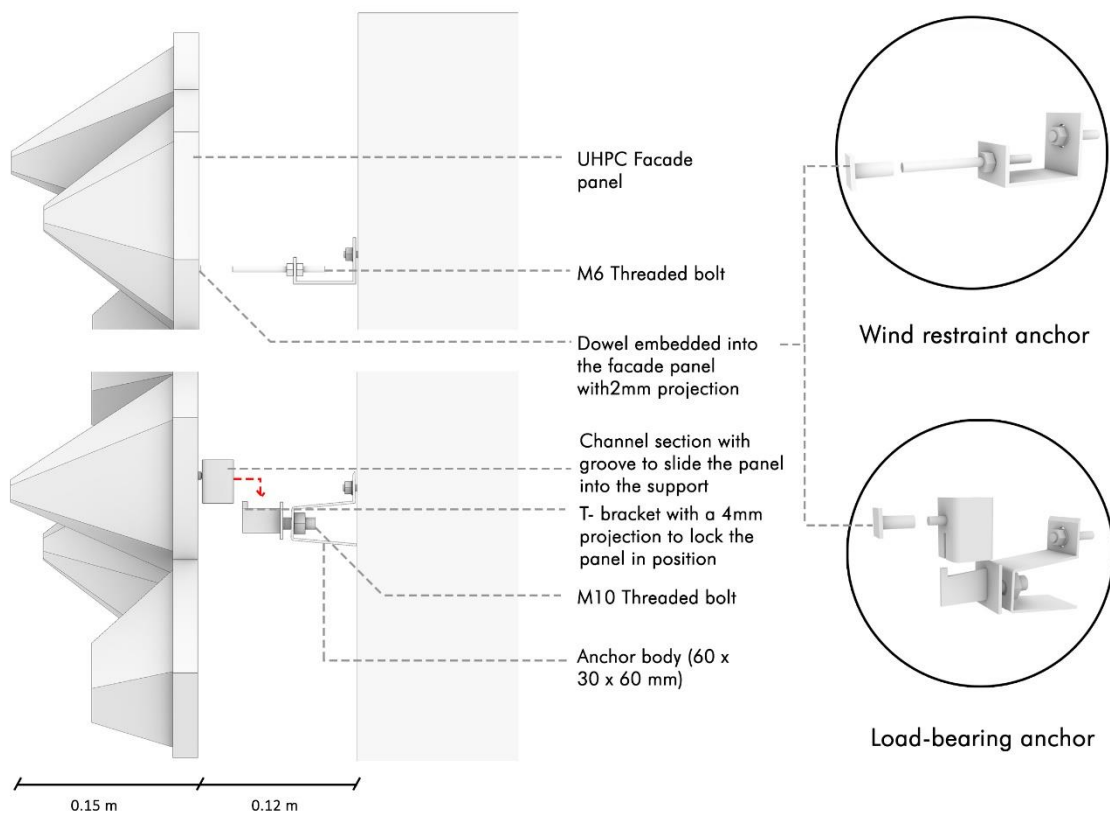 UHPC Facade
panel
M6 Threaded bolt
Dowel embedded into
the facade panel
with2mm projection
Channel section with
groove to slide the panel
into the support
T- bracket with a 4mm
projection to lock the
panel in position
M10 Threaded bolt
Anchor body (60 x
30 x 60 mm)
Wind restraint anchor
Load-bearing anchor
0.15 m
0.12 m